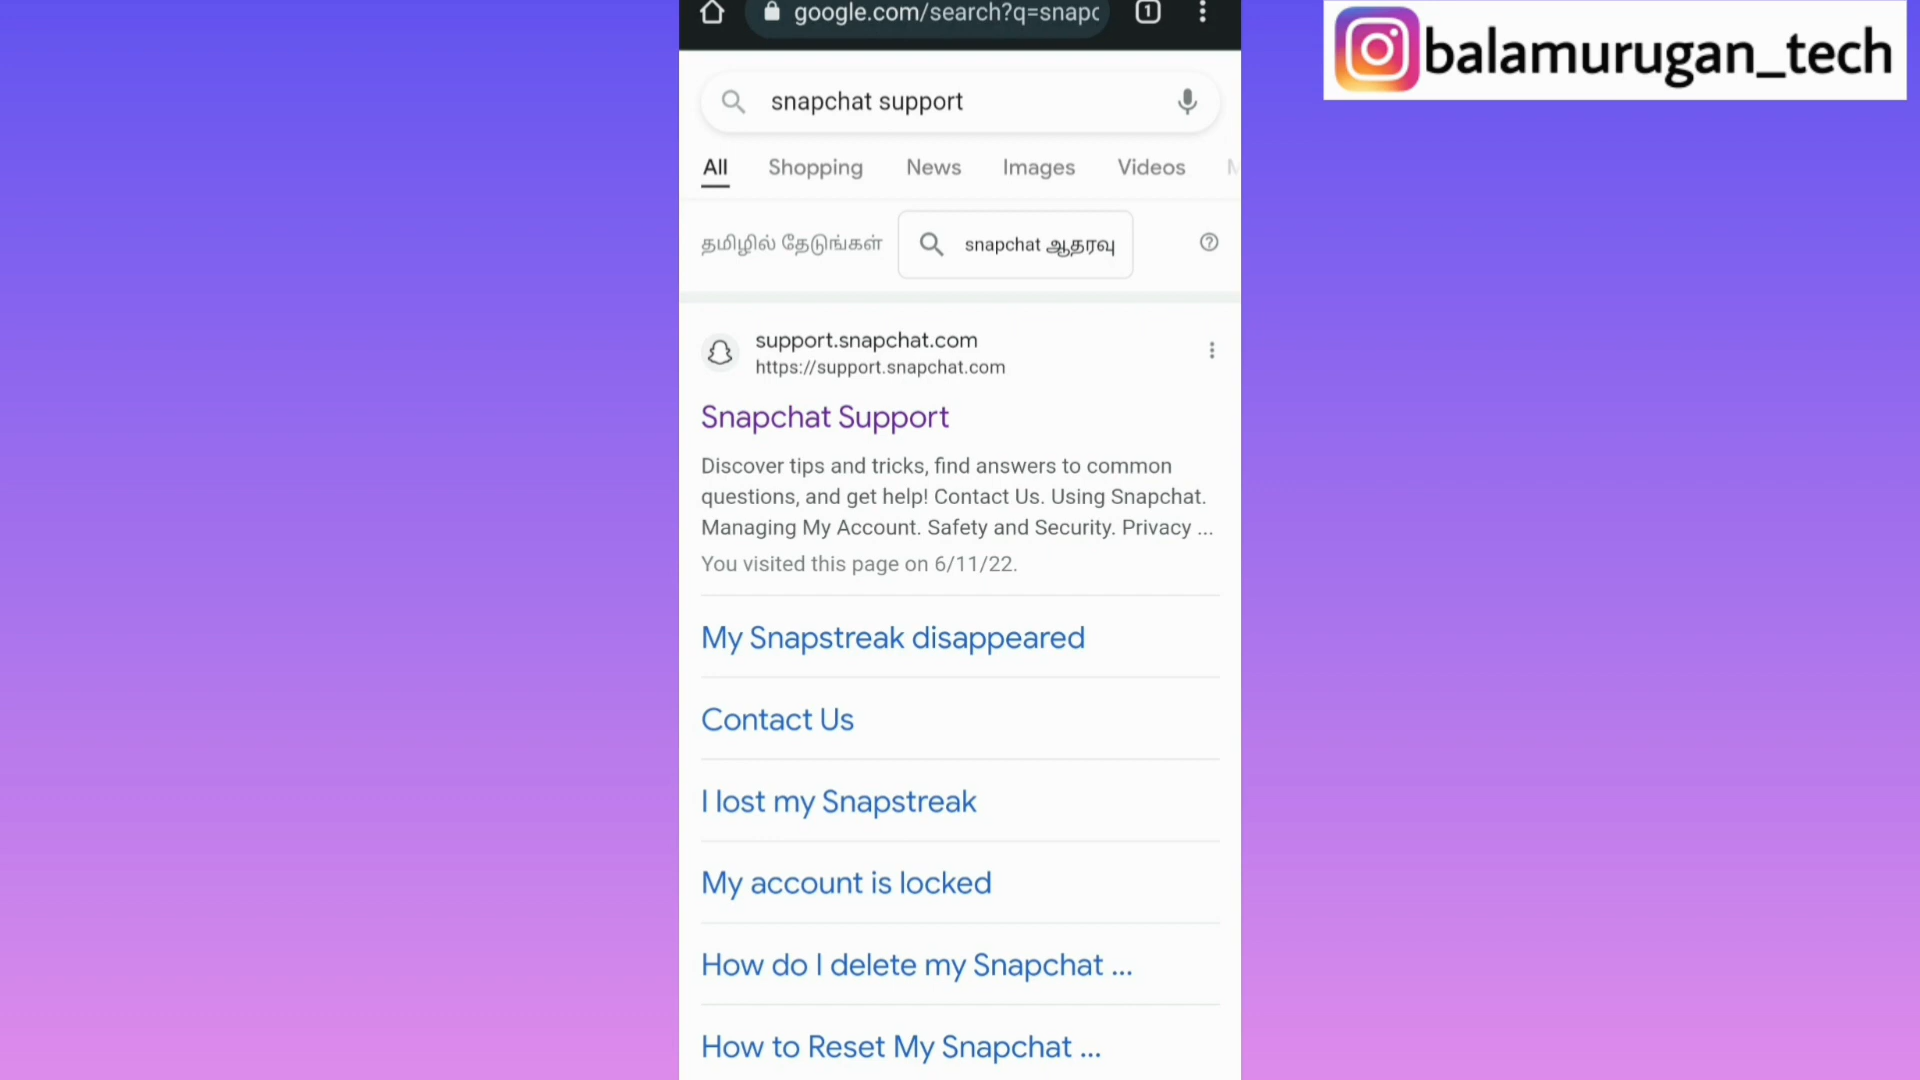 google.com/search?q=snapc
1
balamurugan_tech
snapchat support
All Shopping News Images Videos
தமிழில் தேடுங்கள் snapchat ஆதரவு
support.snapchat.com
https://support.snapchat.com
Snapchat Support
Discover tips and tricks, find answers to common
questions, and get help! Contact Us. Using Snapchat.
Managing My Account. Safety and Security. Privacy ...
You visited this page on 6/11/22.
My Snapstreak disappeared
Contact Us
I lost my Snapstreak
My account is locked
How do I delete my Snapchat ...
How to Reset My Snapchat ...